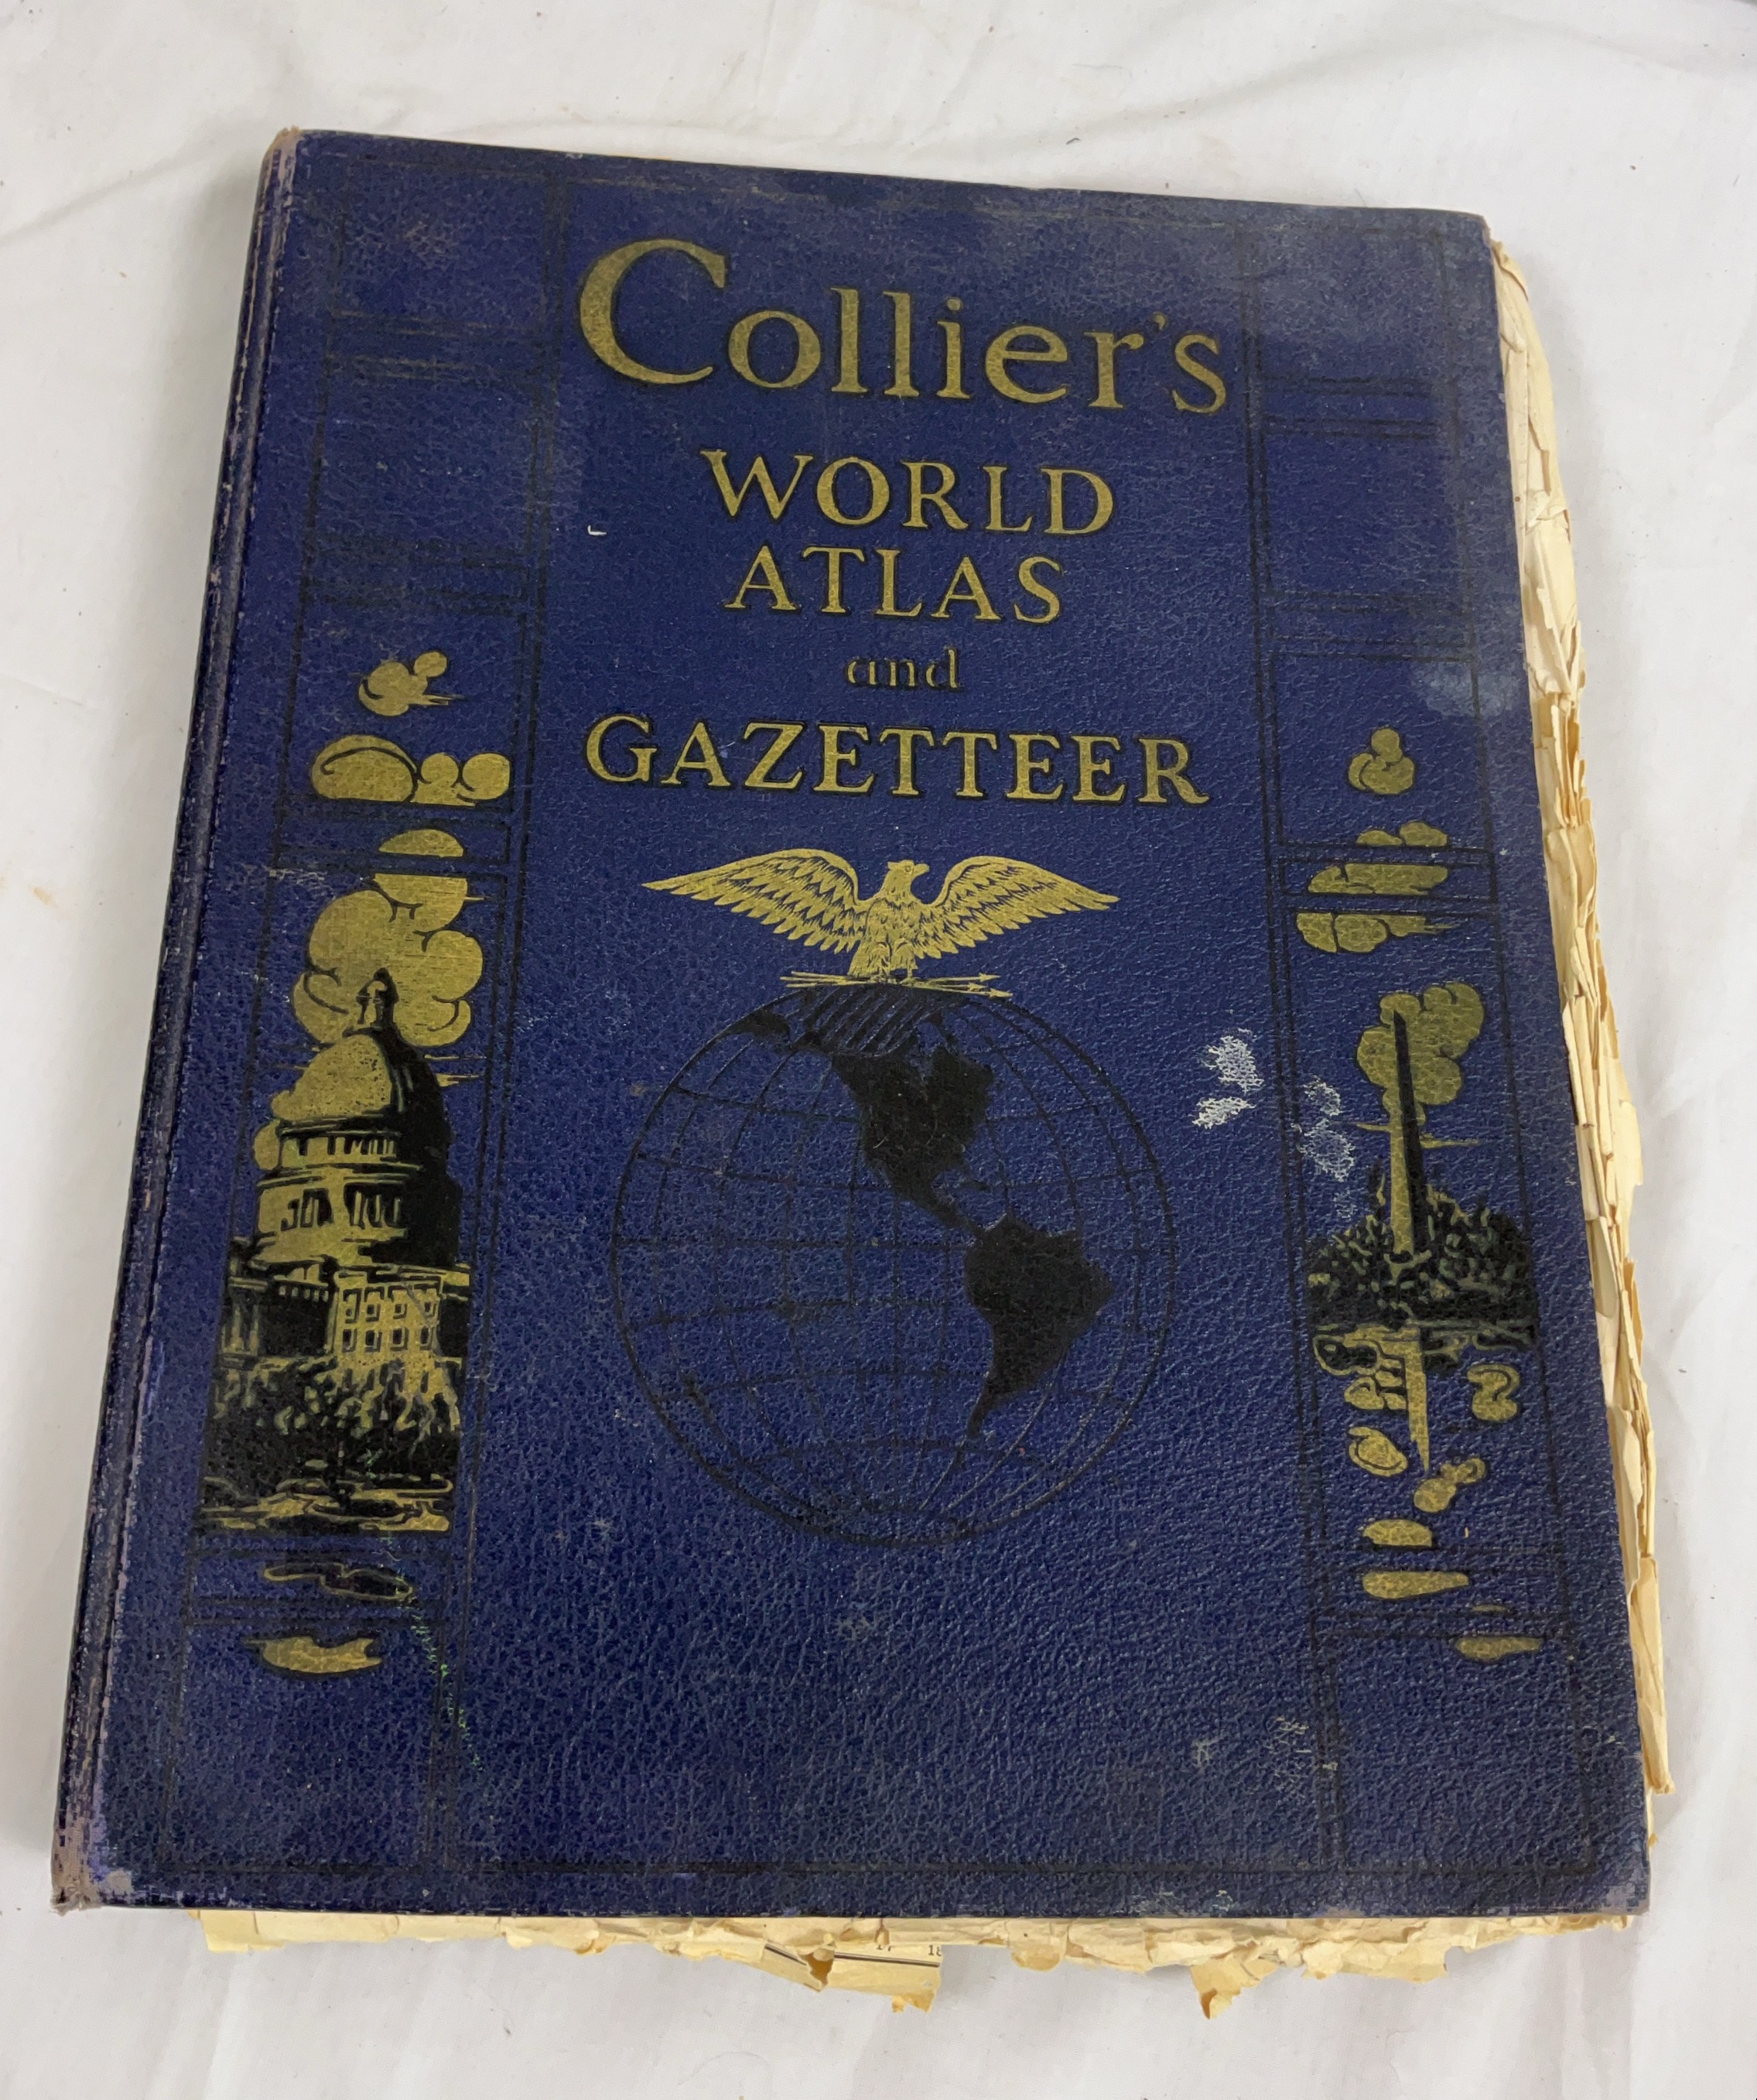 Collier's
WORLD
ATLAS
and
GAZETTEER